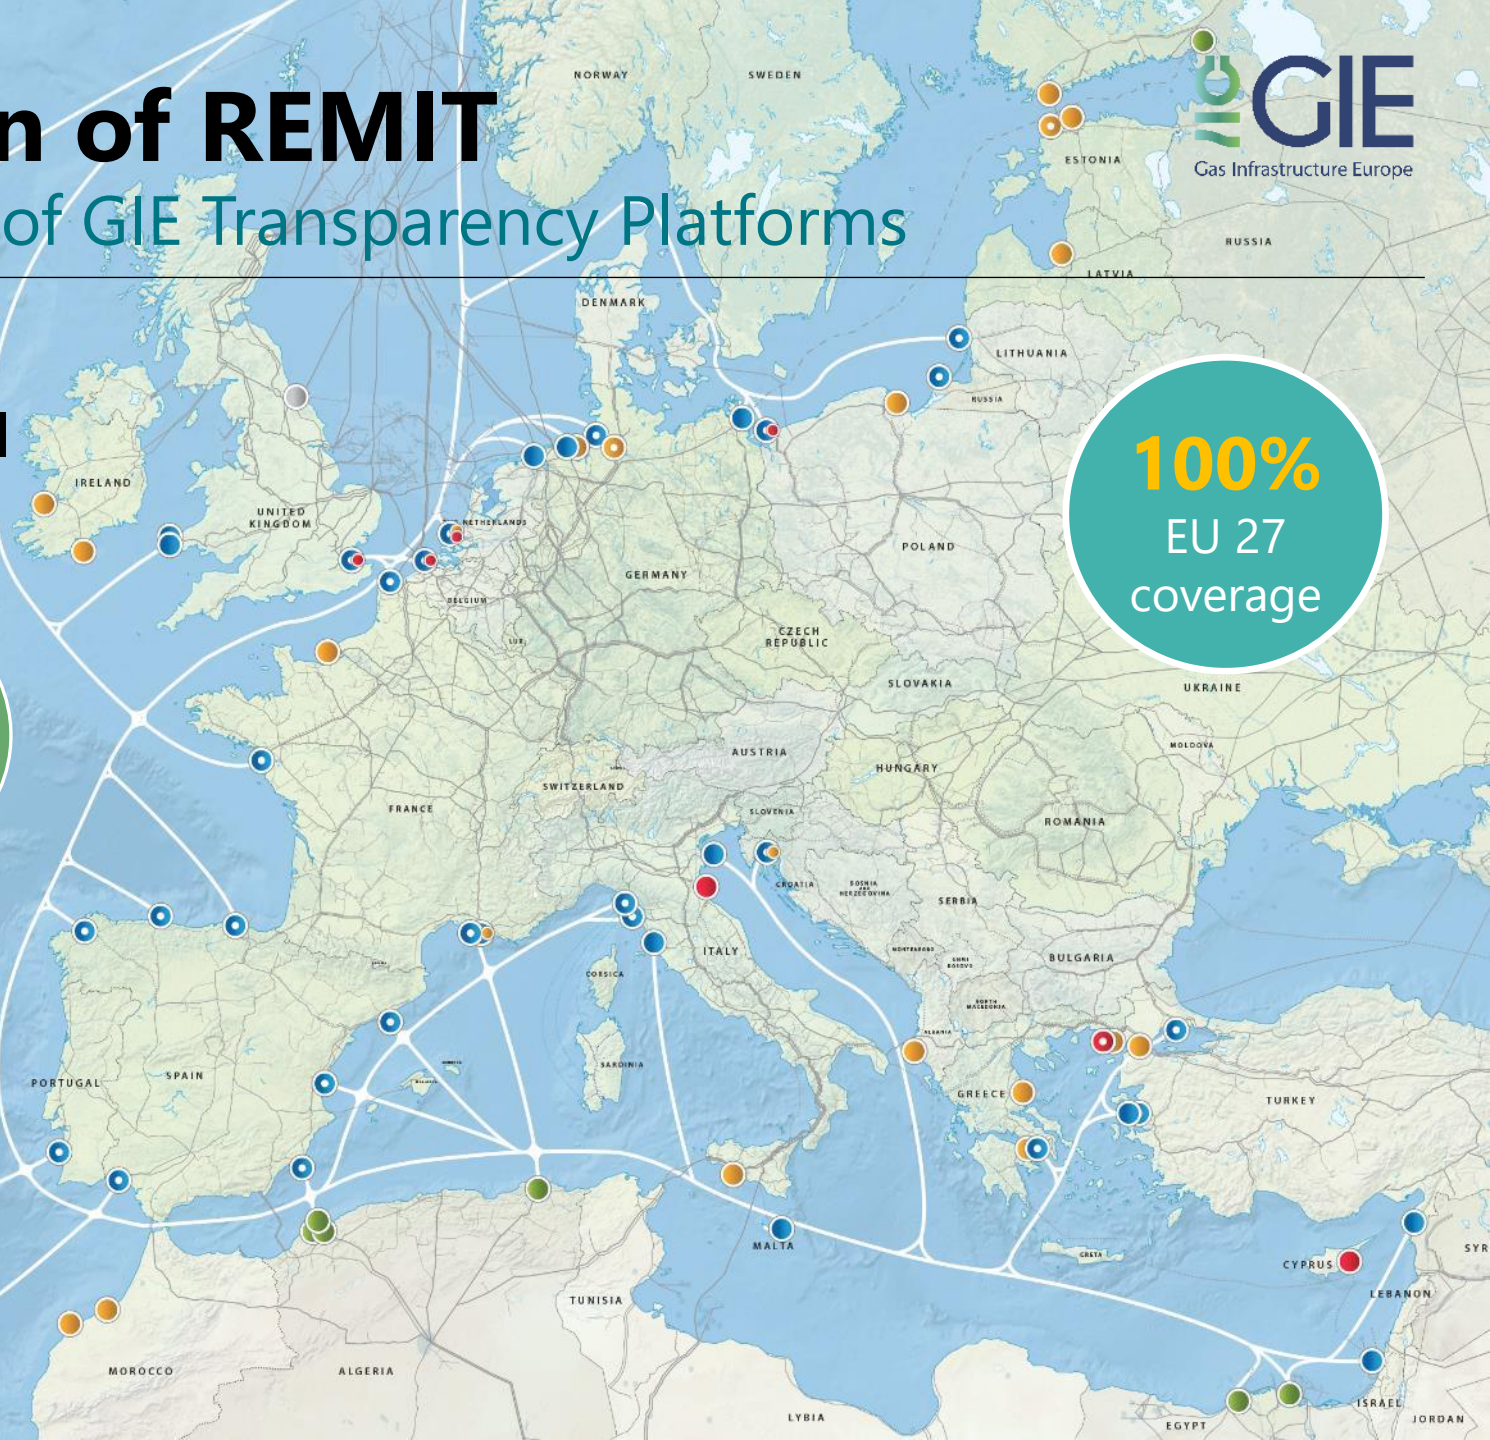 n of REMIT
of GIE Transparency Platforms
GIE
Gas Infrastructure Europe
NORWAY
SWEDEN
ESTONIA
RUSSIA
LATVIA
DENMARK
LITHUANIA
RUSSIA
100%
EU 27
coverage
IRELAND
UNITED
KINGDOM
NETHERLANDS
POLAND
GERMANY
BELGIUM
CZECH
REPUBLIC
LUX.
SLOVAKIA
UKRAINE
MOLDOVA
AUSTRIA
HUNGARY
SWITZERLAND
FRANCE
SLOVENIA
ROMANIA
CROATIA
BOSNIA
AND
HERZEGOVINA
SERBIA
ITALY
MONTENEGRO
KOSOVO
BULGARIA
CORSICA
NORTH
MACEDONIA
ALBANIA
SARDINIA
PORTUGAL
SPAIN
GREECE
TURKEY
MALTA
CRETA
CYPRUS
SYR
LEBANON
TUNISIA
MOROCCO
ALGERIA
LYBIA
EGYPT
ISRAEL
JORDAN